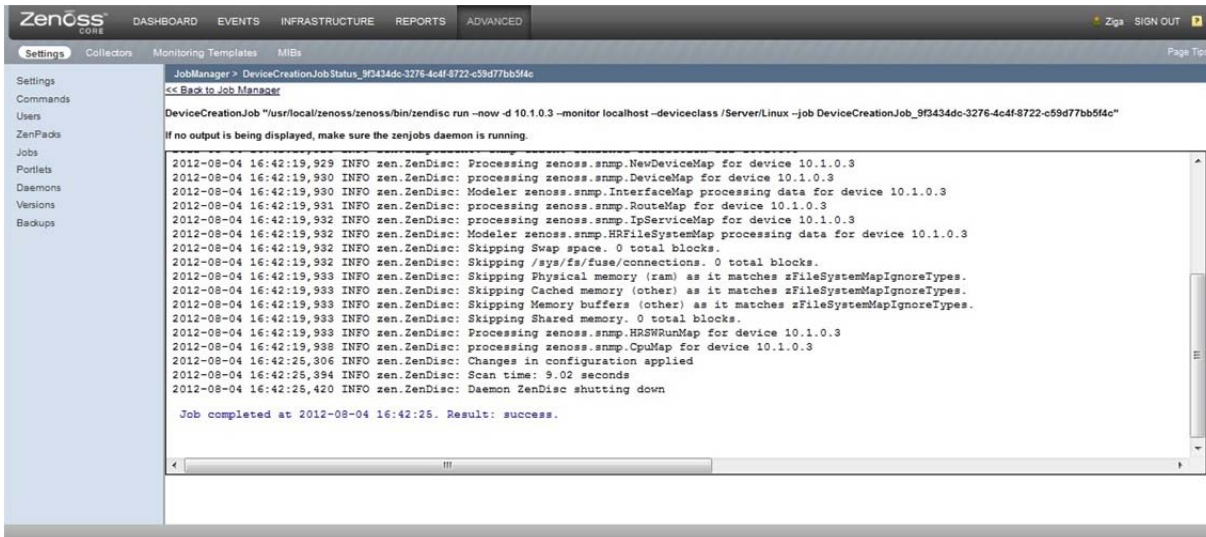 Zenoss CORE DASHBOARD EVENTS INFRASTRUCTURE REPORTS ADVANCED Ziga SIGN OUT ?
Settings Collectors Monitoring Templates MIBs Page Tips
Settings
Commands
Users
ZenPacks
Jobs
Portlets
Daemons
Versions
Backups
JobManager > DeviceCreationJobStatus_9f3434dc-3276-4c4f-8722-c59d77bb5f4c
<< Back to Job Manager
DeviceCreationJob "/usr/local/zenoss/zenoss/bin/zendisc run --now -d 10.1.0.3 --monitor localhost --deviceclass /Server/Linux --job DeviceCreationJob_9f3434dc-3276-4c4f-8722-c59d77bb5f4c"
If no output is being displayed, make sure the zenjobs daemon is running.
2012-08-04 16:42:19,929 INFO zen.ZenDisc: Processing zenoss.snmp.NewDeviceMap for device 10.1.0.3
2012-08-04 16:42:19,930 INFO zen.ZenDisc: processing zenoss.snmp.DeviceMap for device 10.1.0.3
2012-08-04 16:42:19,930 INFO zen.ZenDisc: Modeler zenoss.snmp.InterfaceMap processing data for device 10.1.0.3
2012-08-04 16:42:19,931 INFO zen.ZenDisc: processing zenoss.snmp.RouteMap for device 10.1.0.3
2012-08-04 16:42:19,932 INFO zen.ZenDisc: processing zenoss.snmp.IpServiceMap for device 10.1.0.3
2012-08-04 16:42:19,932 INFO zen.ZenDisc: Modeler zenoss.snmp.HRFileSystemMap processing data for device 10.1.0.3
2012-08-04 16:42:19,932 INFO zen.ZenDisc: Skipping Swap space. 0 total blocks.
2012-08-04 16:42:19,932 INFO zen.ZenDisc: Skipping /sys/fs/fuse/connections. 0 total blocks.
2012-08-04 16:42:19,933 INFO zen.ZenDisc: Skipping Physical memory (ram) as it matches zFileSystemMapIgnoreTypes.
2012-08-04 16:42:19,933 INFO zen.ZenDisc: Skipping Cached memory (other) as it matches zFileSystemMapIgnoreTypes.
2012-08-04 16:42:19,933 INFO zen.ZenDisc: Skipping Memory buffers (other) as it matches zFileSystemMapIgnoreTypes.
2012-08-04 16:42:19,933 INFO zen.ZenDisc: Skipping Shared memory. 0 total blocks.
2012-08-04 16:42:19,933 INFO zen.ZenDisc: Processing zenoss.snmp.HRSWRunMap for device 10.1.0.3
2012-08-04 16:42:19,938 INFO zen.ZenDisc: processing zenoss.snmp.CpuMap for device 10.1.0.3
2012-08-04 16:42:25,306 INFO zen.ZenDisc: Changes in configuration applied
2012-08-04 16:42:25,394 INFO zen.ZenDisc: Scan time: 9.02 seconds
2012-08-04 16:42:25,420 INFO zen.ZenDisc: Daemon ZenDisc shutting down
Job completed at 2012-08-04 16:42:25. Result: success.